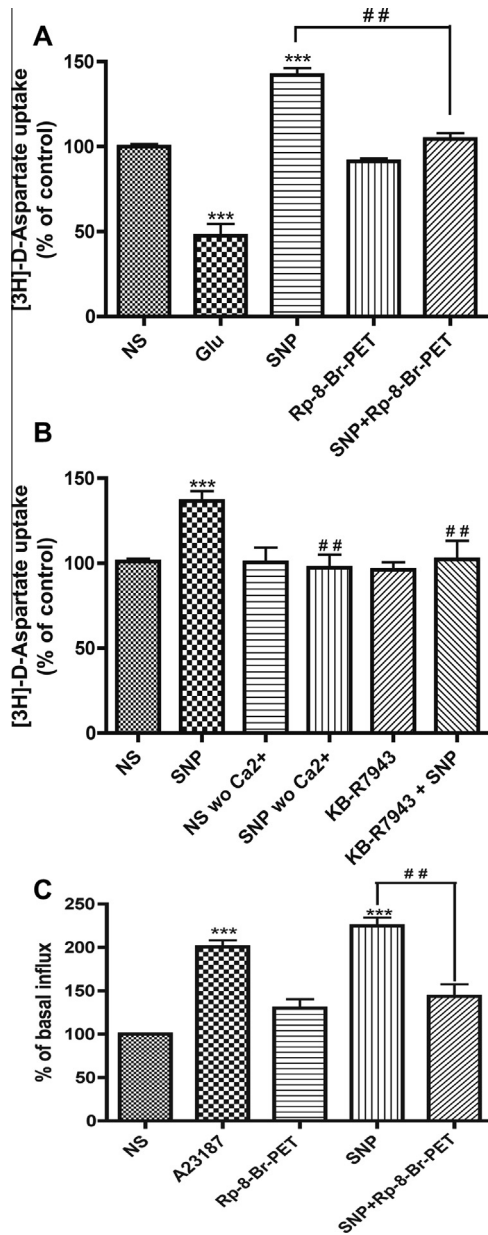 A
##
[3H]-D-Aspartate uptake
(% of control)
150
100
50
0
***
***
NS
Glu
SNP
Rp-8-Br-PET
SNP+Rp-8-Br-PET
B
[3H]-D-Aspartate uptake
(% of control)
150
100
50
0
***
##
##
NS
SNP
NS wo Ca2+
SNP wo Ca2+
KB-R7943
KB-R7943 + SNP
C
##
% of basal influx
250
200
150
100
50
0
***
***
NS
A23187
Rp-8-Br-PET
SNP
SNP+Rp-8-Br-PET